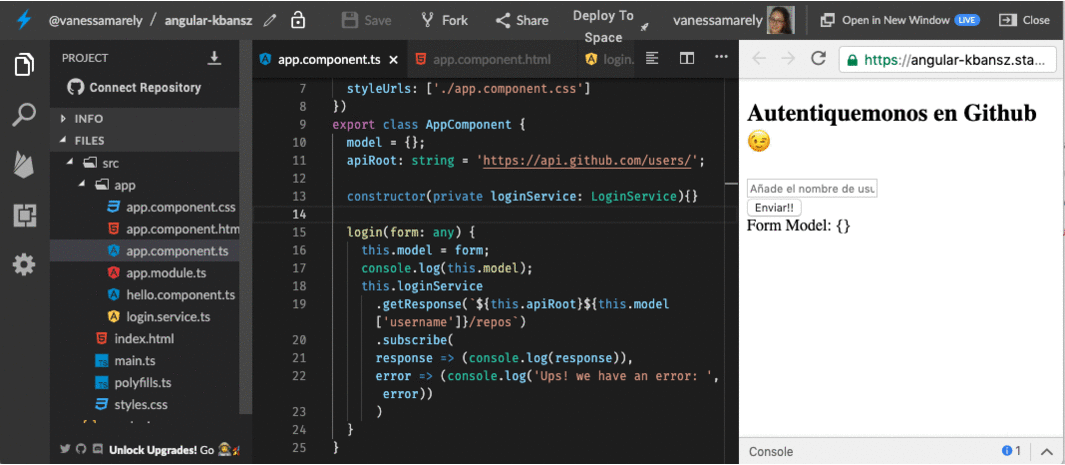 @vanessamarely / angular-kbansz Save Fork Share Deploy To Space vanessamarely Open in New Window LIVE Close
PROJECT
Connect Repository
INFO
FILES
src
app
app.component.css
app.component.htm
app.component.ts
app.module.ts
hello.component.ts
login.service.ts
index.html
main.ts
polyfills.ts
styles.css
Unlock Upgrades! Go
app.component.ts app.component.html login.
7 styleUrls: ['./app.component.css']
8 })
9 export class AppComponent {
10 model = {};
11 apiRoot: string = 'https://api.github.com/users/';
12
13 constructor(private loginService: LoginService){}
14
15 login(form: any) {
16 this.model = form;
17 console.log(this.model);
18 this.loginService
19 .getResponse(`${this.apiRoot}${this.model
['username']}/repos`)
20 .subscribe(
21 response => (console.log(response)),
22 error => (console.log('Ups! we have an error: ',
error))
23 )
24 }
25 }
https://angular-kbansz.sta...
Autentiquemonos en Github
😉
Añade el nombre de usu
Enviar!!
Form Model: {}
Console 1